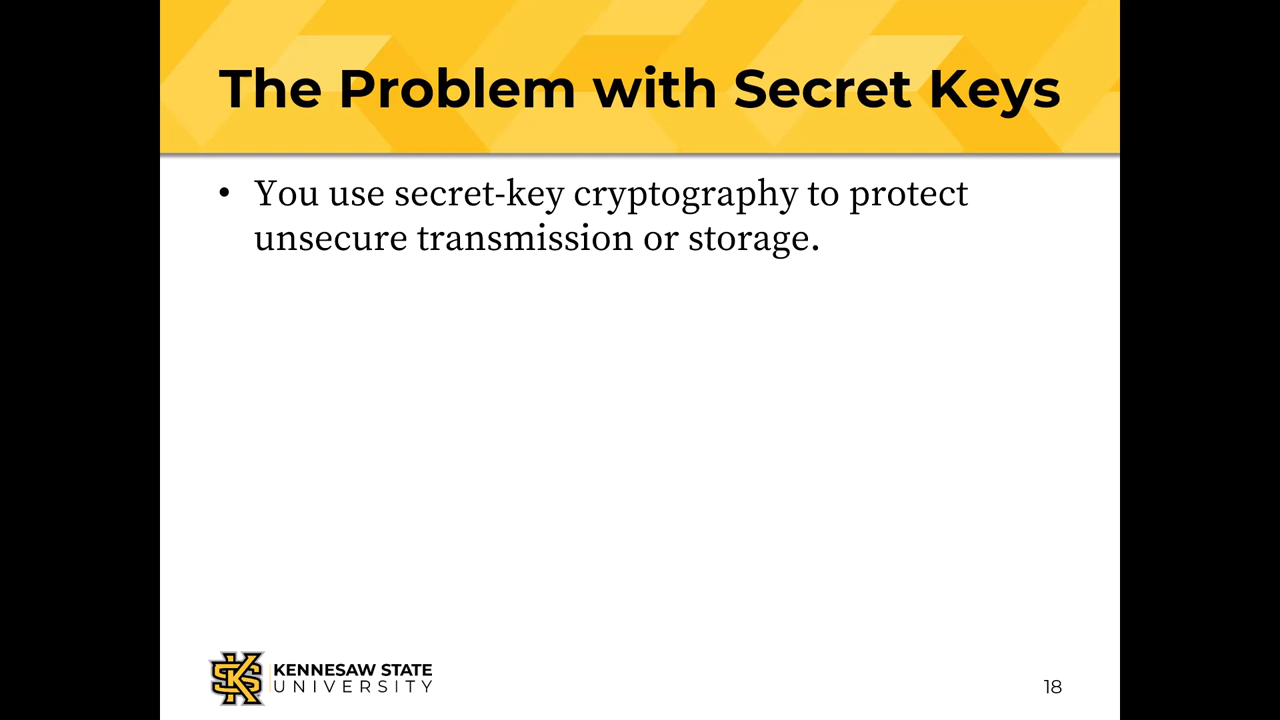 The Problem with Secret Keys
• You use secret-key cryptography to protect
unsecure transmission or storage.
KENNESAW STATE
UNIVERSITY
18